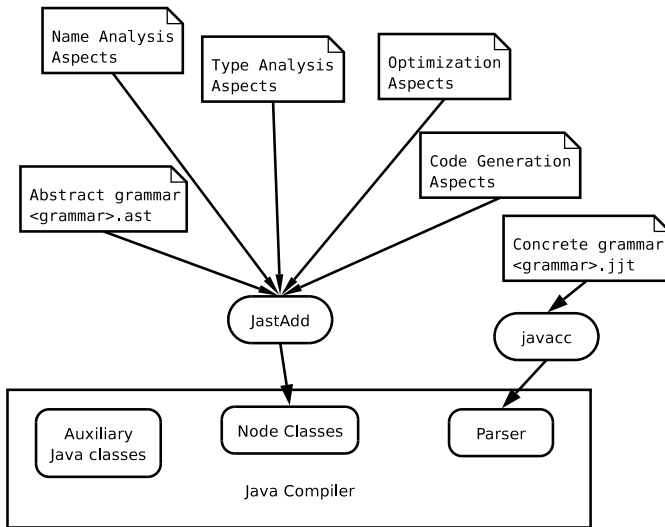 Name Analysis
Aspects
Type Analysis
Aspects
Optimization
Aspects
Code Generation
Aspects
Abstract grammar
<grammar>.ast
Concrete grammar
<grammar>.jjt
JastAdd
javacc
Auxiliary
Java classes
Node Classes
Parser
Java Compiler